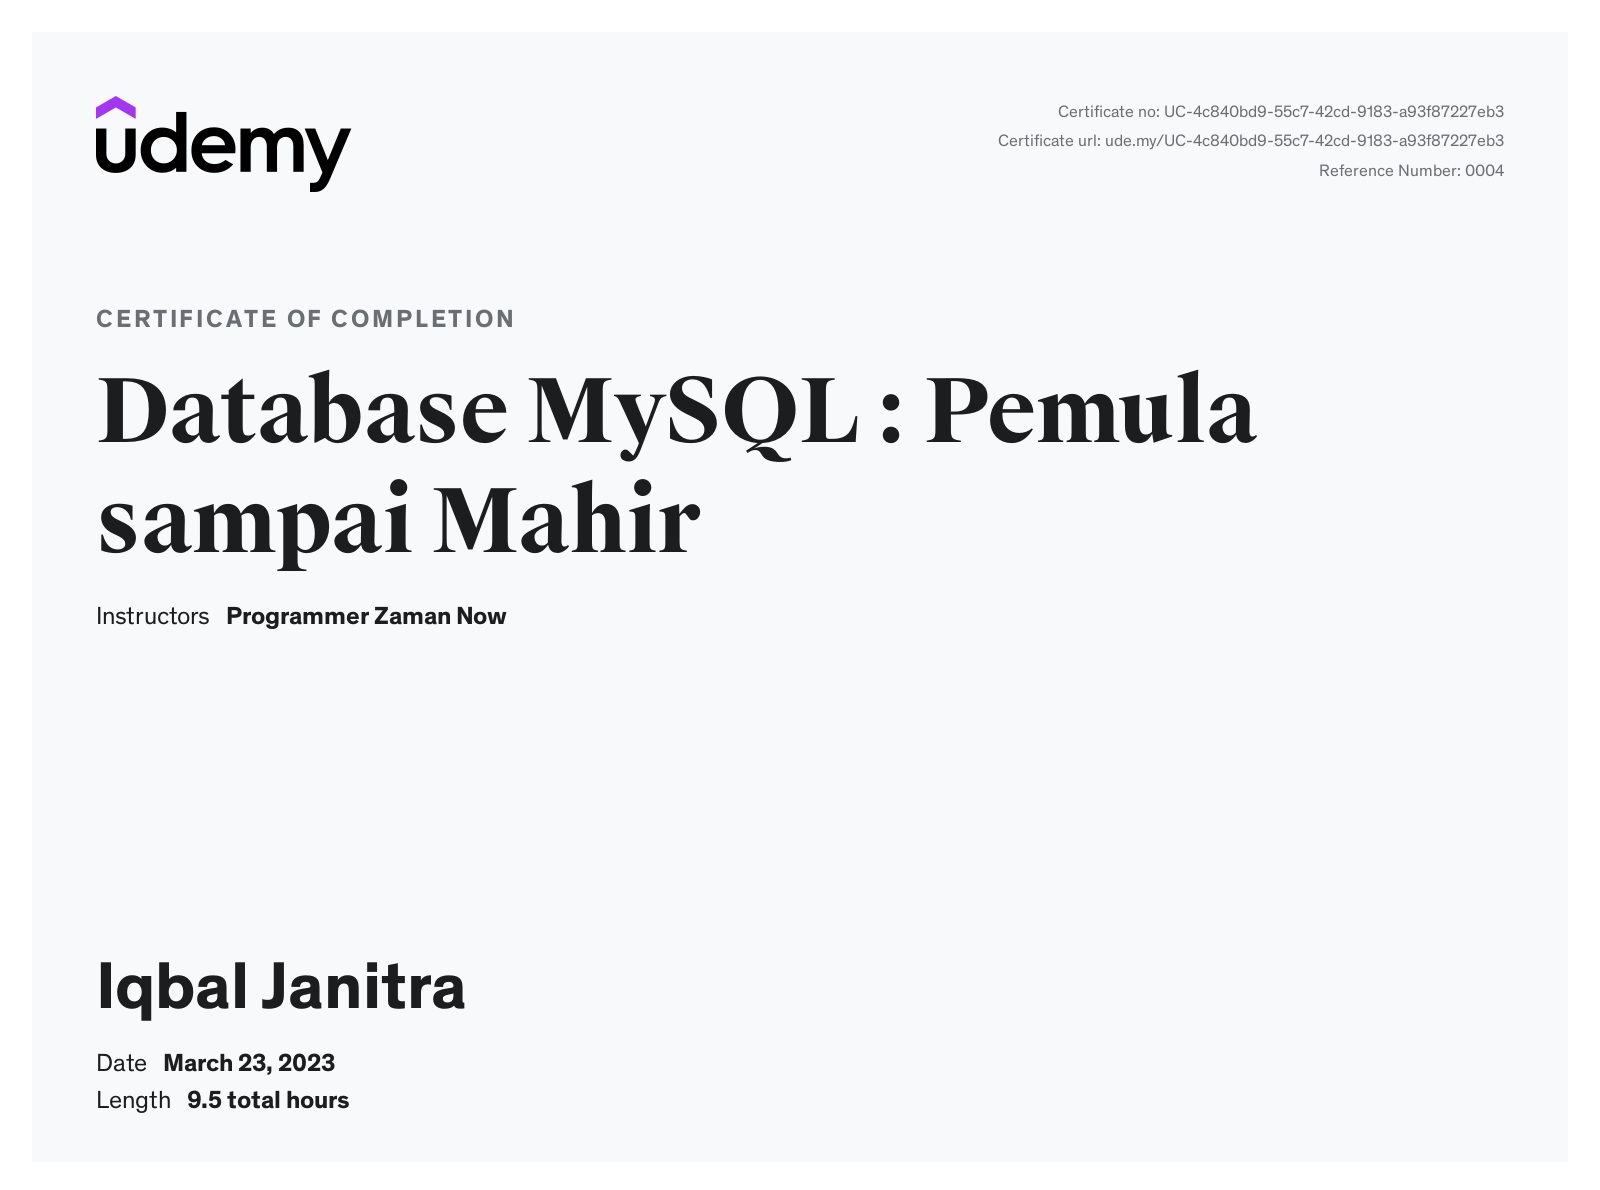 udemy
Certificate no: UC-4c840bd9-55c7-42cd-9183-a93f87227eb3
Certificate url: ude.my/UC-4c840bd9-55c7-42cd-9183-a93f87227eb3
Reference Number: 0004
CERTIFICATE OF COMPLETION
Database MySQL : Pemula
sampai Mahir
Instructors Programmer Zaman Now
Iqbal Janitra
Date March 23, 2023
Length 9.5 total hours